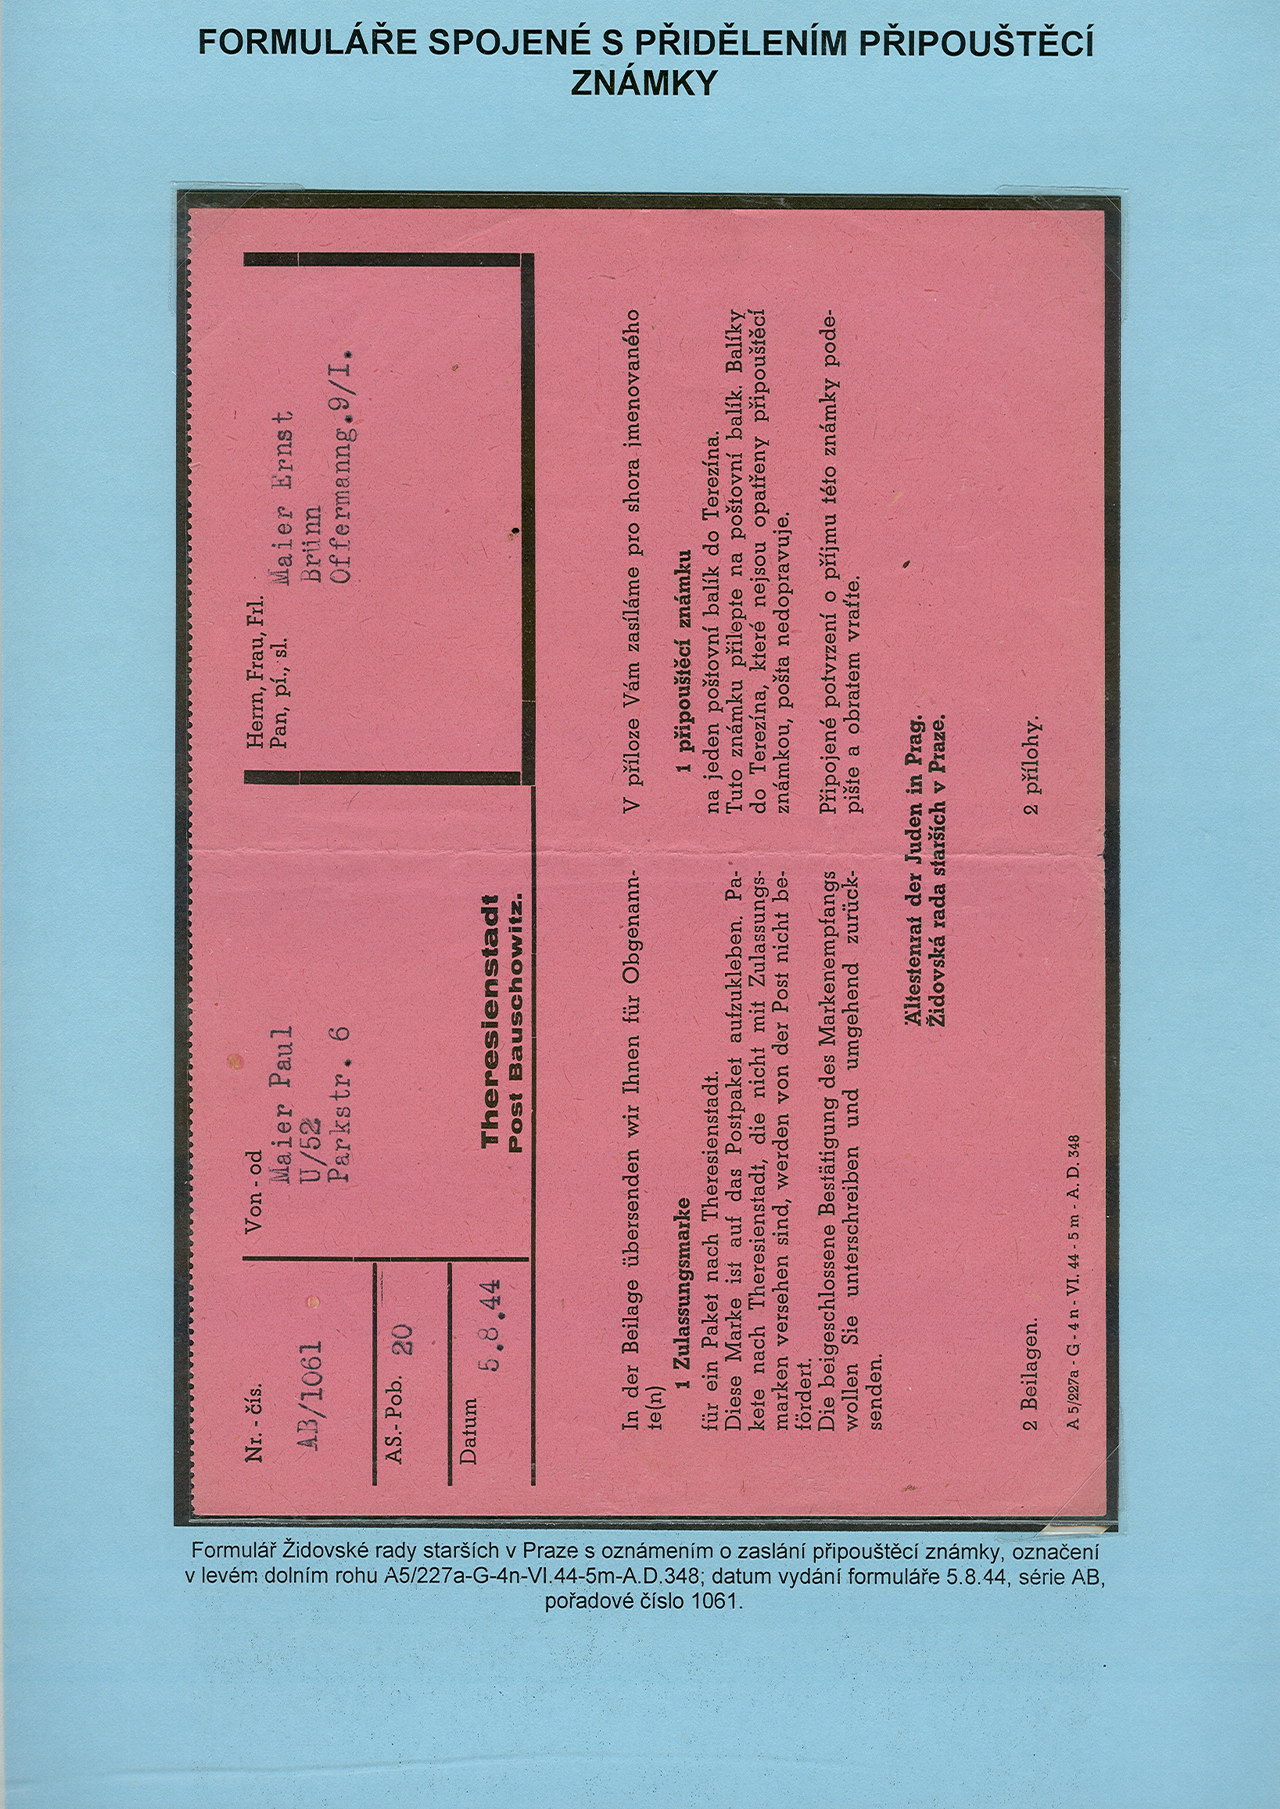 FORMULÁŘE SPOJENÉ S PŘIDĚLENÍM PŘIPOUŠTĚCÍ
ZNÁMKY
Nr. - čís.
AB/1061
AS.- Pob. 20
Datum
5.8.44
Von - od
Maier Paul
U/52
Parkstr. 6
Theresienstadt
Post Bauschowitz.
Herrn, Frau, Frl.
Pan, pí., sl.
Maier Ernst
Brünn
Offermanng.9/I.
In der Beilage übersenden wir Ihnen für Obgenann-
te(n)
1 Zulassungsmarke
für ein Paket nach Theresienstadt.
Diese Marke ist auf das Postpaket aufzukleben. Pa-
kete nach Theresienstadt, die nicht mit Zulassungs-
marken versehen sind, werden von der Post nicht be-
fördert.
Die beigeschlossene Bestätigung des Markenempfangs
wollen Sie unterschreiben und umgehend zurück-
senden.
V příloze Vám zasíláme pro shora jmenovaného
1 připouštěcí známku
na jeden poštovní balík do Terezína.
Tuto známku přilepte na poštovní balík. Balíky
do Terezína, které nejsou opatřeny připouštěcí
známkou, pošta nedopravuje.
Připojené potvrzení o příjmu této známky pode-
pište a obratem vraťte.
Ältestenrat der Juden in Prag.
Židovská rada starších v Praze.
2 Beilagen.
2 přílohy.
A 5/227a - G - 4 n - VI. 44 - 5 m - A. D. 348
Formulář Židovské rady starších v Praze s oznámením o zaslání připouštěcí známky, označení
v levém dolním rohu A5/227a-G-4n-VI.44-5m-A.D.348; datum vydání formuláře 5.8.44, série AB,
pořadové číslo 1061.